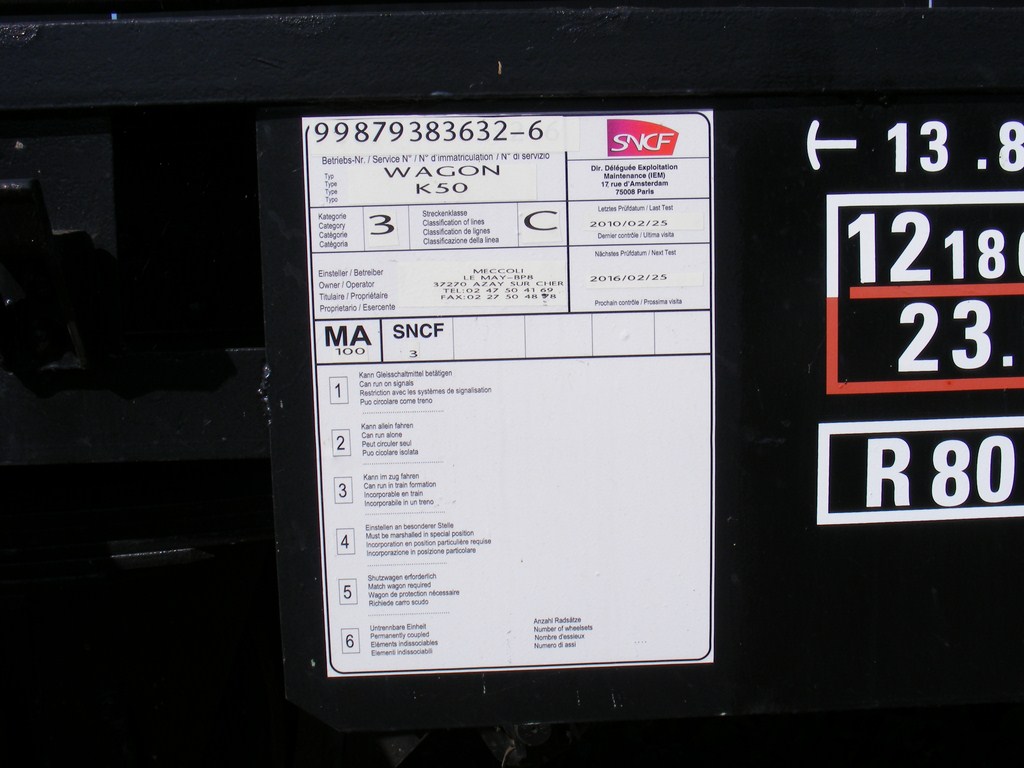 99879383632-6
Betriebs-Nr. / Service N° / N° d'immatriculation / N° di servizio
Typ
Type
Type
Tipo
WAGON
K50
SNCF
Dir. Déléguée Exploitation
Maintenance (IEM)
17 rue d'Amsterdam
75008 Paris
Kategorie
Category
Catégorie
Catégoria
3
Streckenklasse
Classification of lines
Classification de lignes
Classificazione della linea
C
Letztes Prüfdatum / Last Test
2010/02/25
Dernier contrôle / Ultima visita
Nächstes Prüfdatum / Next Test
2016/02/25
Prochain contrôle / Prossima visita
Einsteller / Betreiber
Owner / Operator
Titulaire / Propriétaire
Proprietario / Esercente
MECCOLI
LE MAY-BP8
37270 AZAY SUR CHER
TEL:02 47 50 41 69
FAX:02 27 50 48
MA
100
SNCF
3
1
Kann Gleisschaltmittel betätigen
Can run on signals
Restriction avec les systèmes de signalisation
Puo circolare come treno
2
Kann allein fahren
Can run alone
Peut circuler seul
Puo cicolare isolata
3
Kann im zug fahren
Can run in train formation
Incorporable en train
Incorporabile in un treno
4
Einstellen an besonderer Stelle
Must be marshalled in special position
Incorporation en position particulière requise
Incorporazione in posizione particolare
5
Shutzwagen erforderlich
Match wagon required
Wagon de protection nécessaire
Richiede carro scudo
6
Untrennbare Einheit
Permanently coupled
Eléments indissociables
Elementi indissociabili
Anzahl Radsätze
Number of wheelsets
Nombre d'essieux
Numero di assi
13.8
12 18
23.
R 80